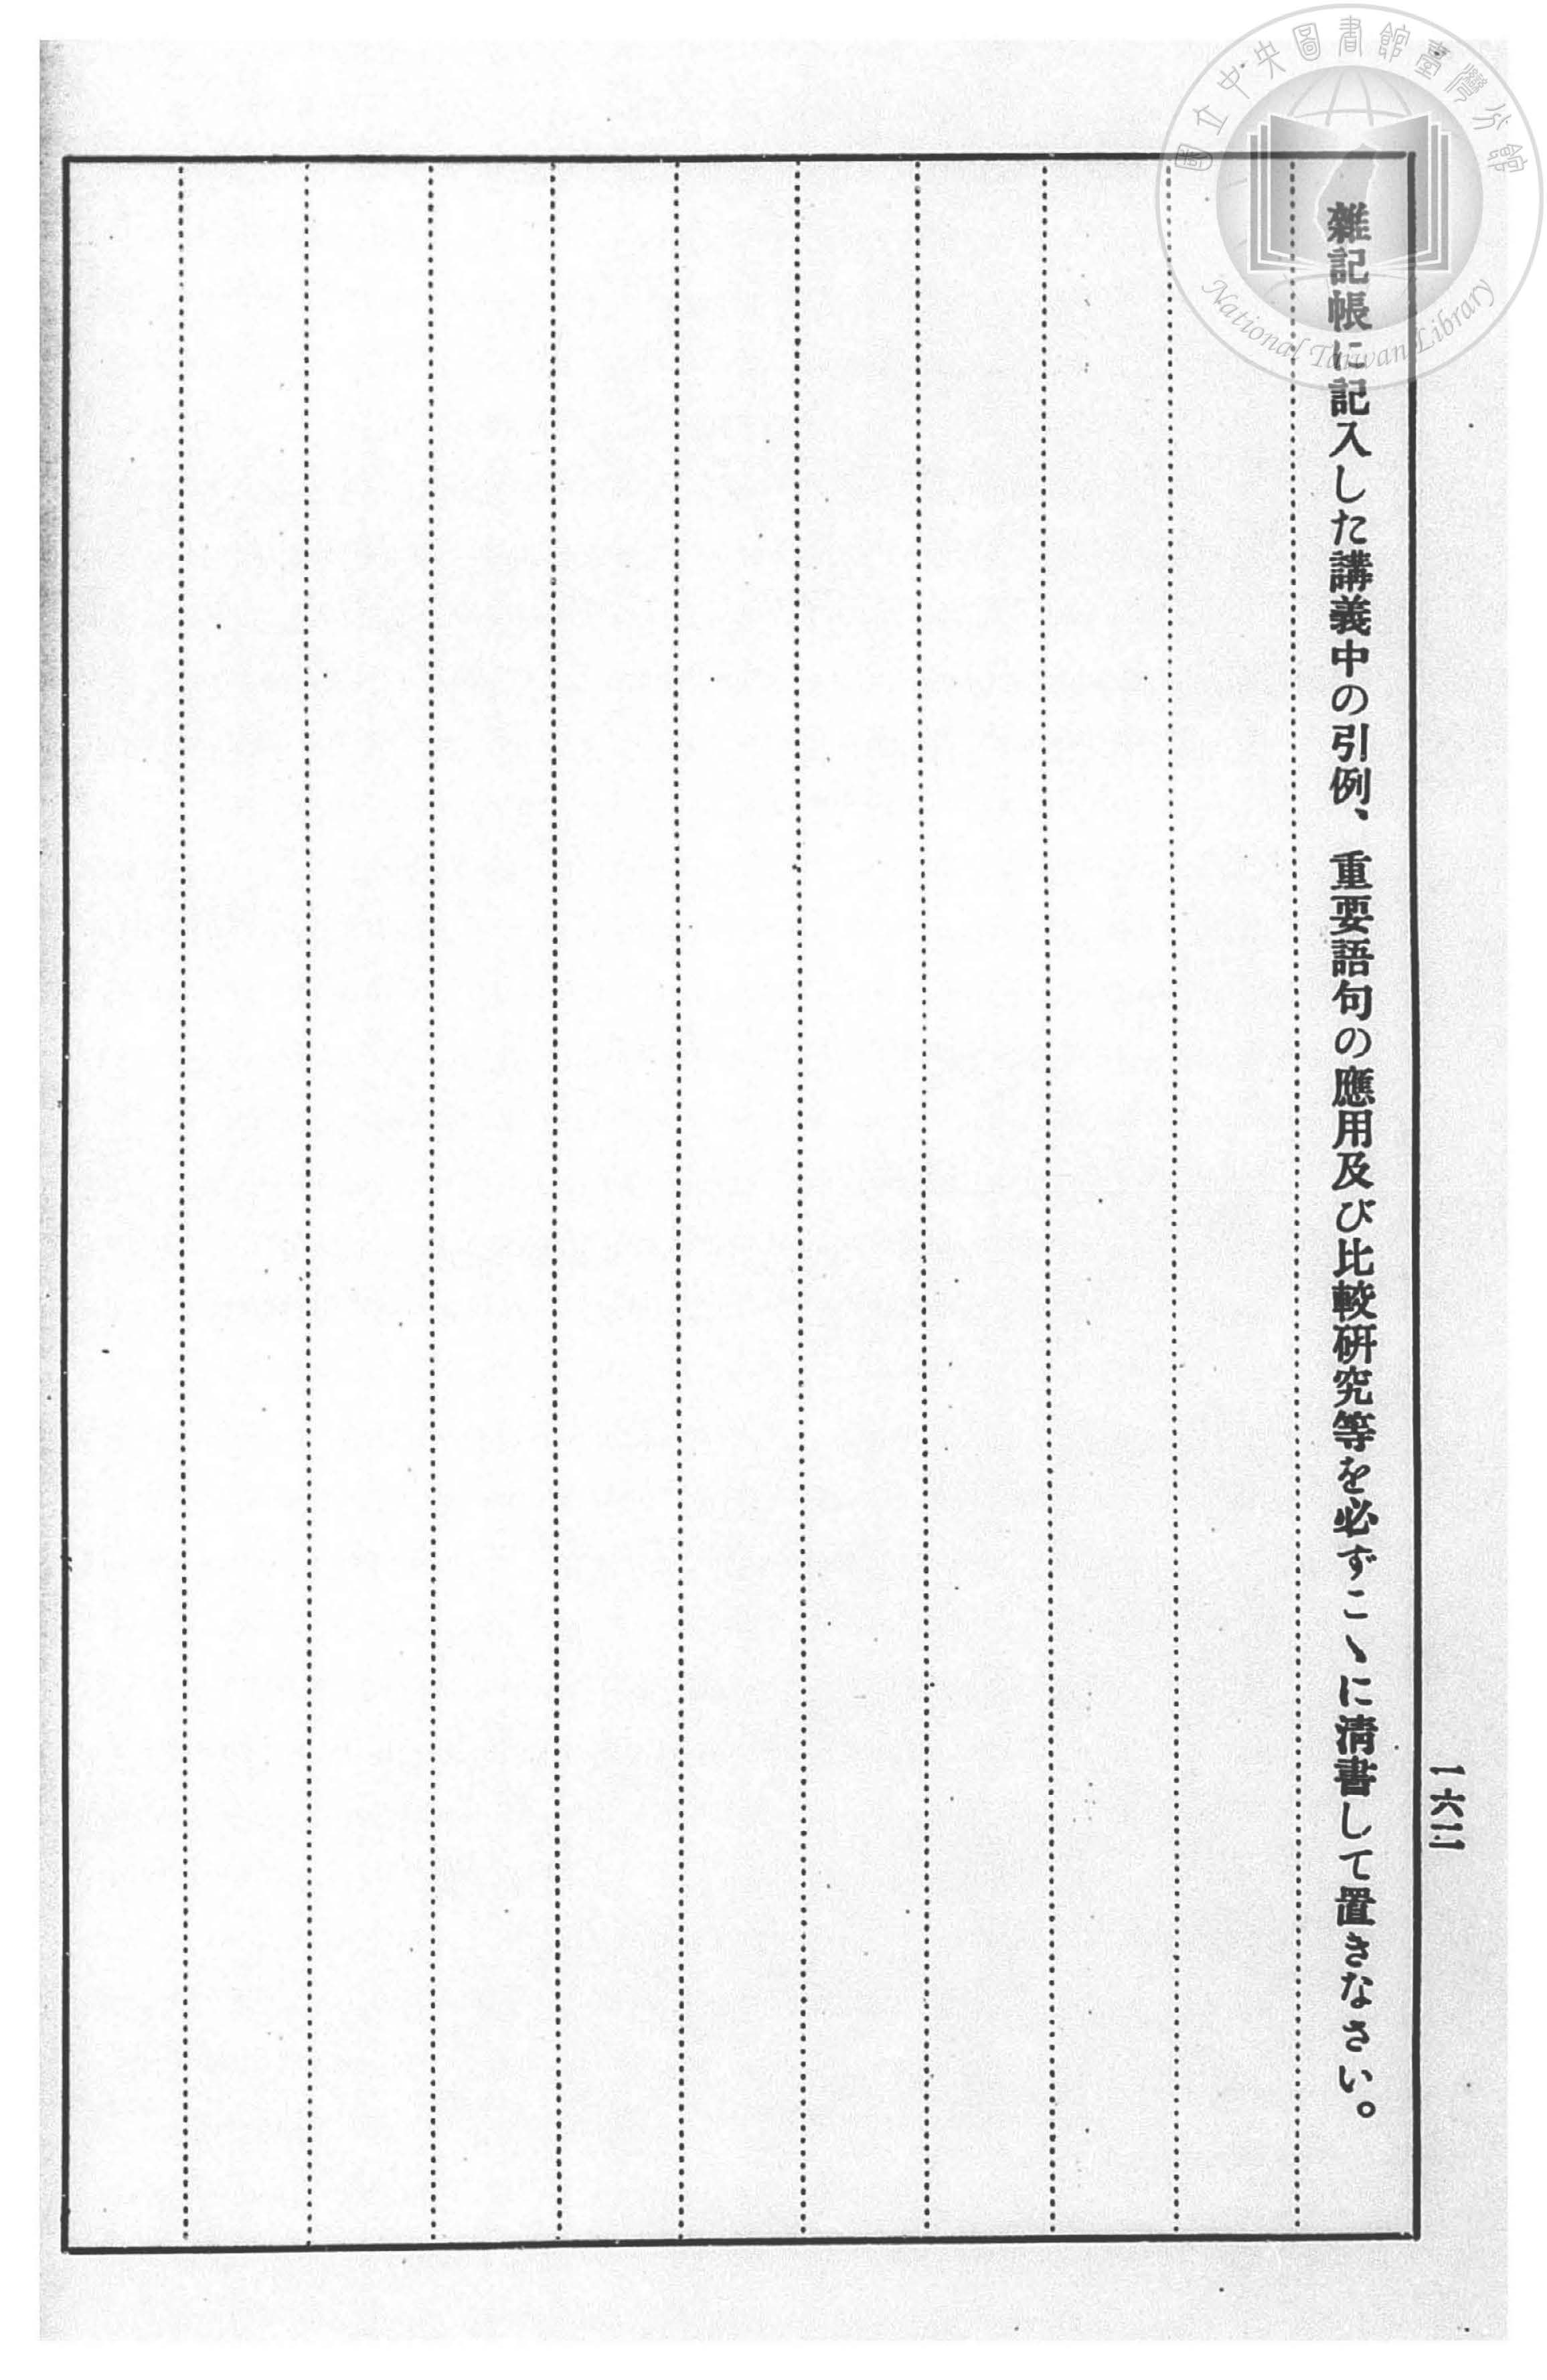 雜記帳に記入した講義中の引例、重要語句の應用及び比較硏究等を必ずこゝに淸書して置きなさい。
一六二
國立中央圖書館臺灣分館
National Taiwan Library